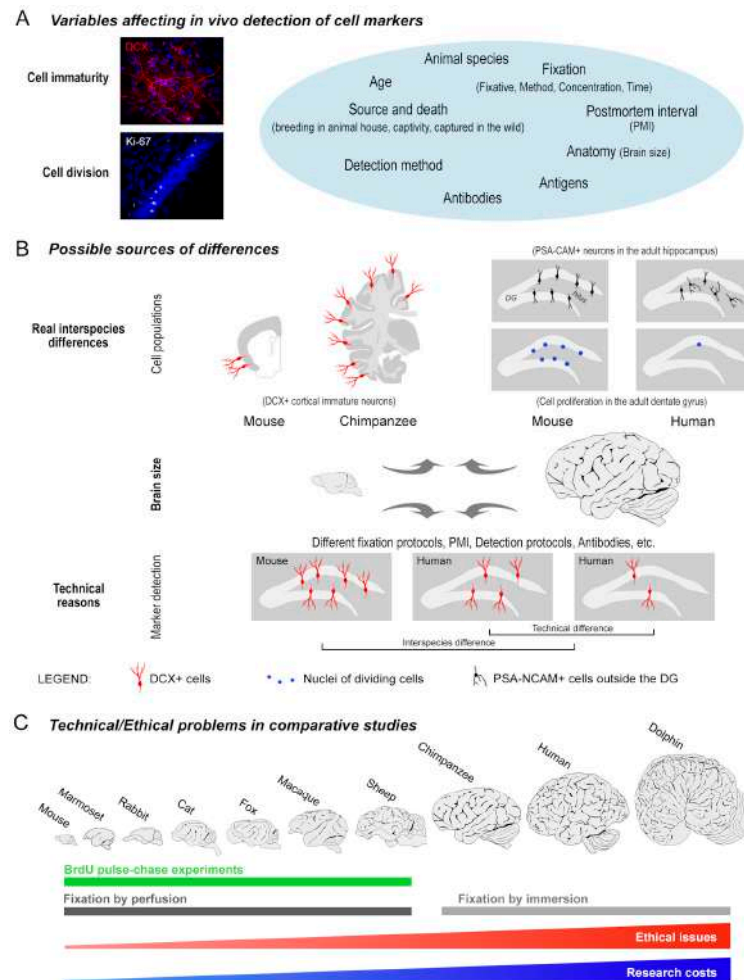 A Variables affecting in vivo detection of cell markers
DCX
Cell immaturity
Ki-67
Cell division
Animal species
Age
Fixation
(Fixative, Method, Concentration, Time)
Source and death
(breeding in animal house, captivity, captured in the wild)
Postmortem interval
(PMI)
Anatomy (Brain size)
Detection method
Antigens
Antibodies
B Possible sources of differences
Real interspecies
differences
Cell populations
(DCX+ cortical immature neurons)
Mouse Chimpanzee
(PSA-CAM+ neurons in the adult hippocampus)
DG
hilus
(Cell proliferation in the adult dentate gyrus)
Mouse Human
Brain size
Different fixation protocols, PMI, Detection protocols, Antibodies, etc.
Technical
reasons
Marker detection
Mouse
Human
Human
Technical difference
Interspecies difference
LEGEND: DCX+ cells Nuclei of dividing cells PSA-NCAM+ cells outside the DG
C Technical/Ethical problems in comparative studies
Mouse
Marmoset
Rabbit
Cat
Fox
Macaque
Sheep
Chimpanzee
Human
Dolphin
BrdU pulse-chase experiments
Fixation by perfusion
Fixation by immersion
Ethical issues
Research costs